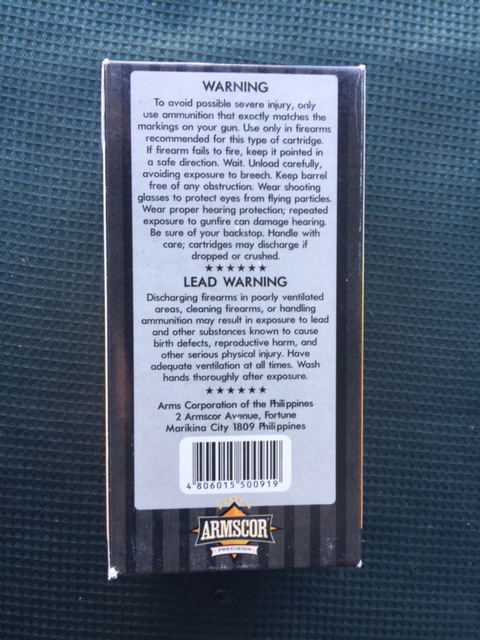 WARNING
To avoid possible severe injury, only
use ammunition that exactly matches the
markings on your gun. Use only in firearms
recommended for this type of cartridge.
If firearm fails to fire, keep it pointed in
a safe direction. Wait. Unload carefully,
avoiding exposure to breech. Keep barrel
free of any obstruction. Wear shooting
glasses to protect eyes from flying particles.
Wear proper hearing protection; repeated
exposure to gunfire can damage hearing.
Be sure of your backstop. Handle with
care; cartridges may discharge if
dropped or crushed.
★★★★★★
LEAD WARNING
Discharging firearms in poorly ventilated
areas, cleaning firearms, or handling
ammunition may result in exposure to lead
and other substances known to cause
birth defects, reproductive harm, and
other serious physical injury. Have
adequate ventilation at all times. Wash
hands thoroughly after exposure.
★★★★★★
Arms Corporation of the Philippines
2 Armscor Avenue, Fortune
Marikina City 1809 Philippines
4 806015 500919
ARMSCOR
PRECISION